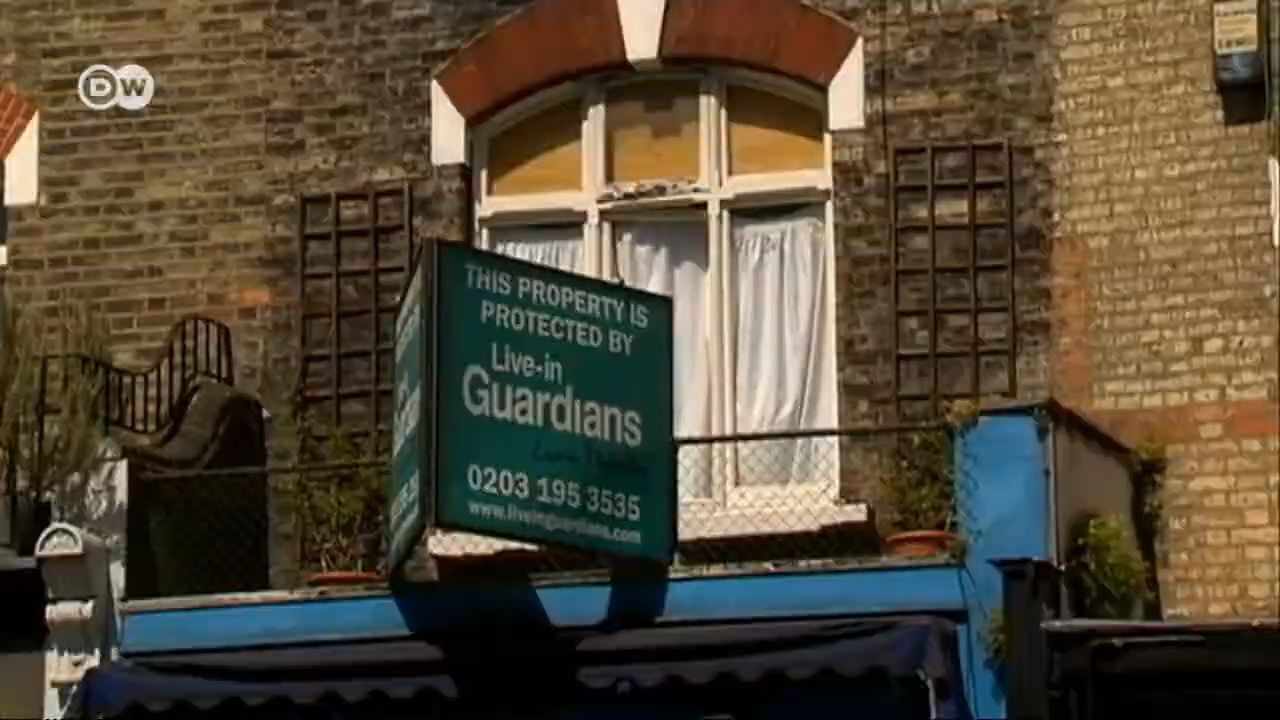 DW
THIS PROPERTY IS
PROTECTED BY
Live-in
Guardians
0203 195 3535
www.liveinguardians.com